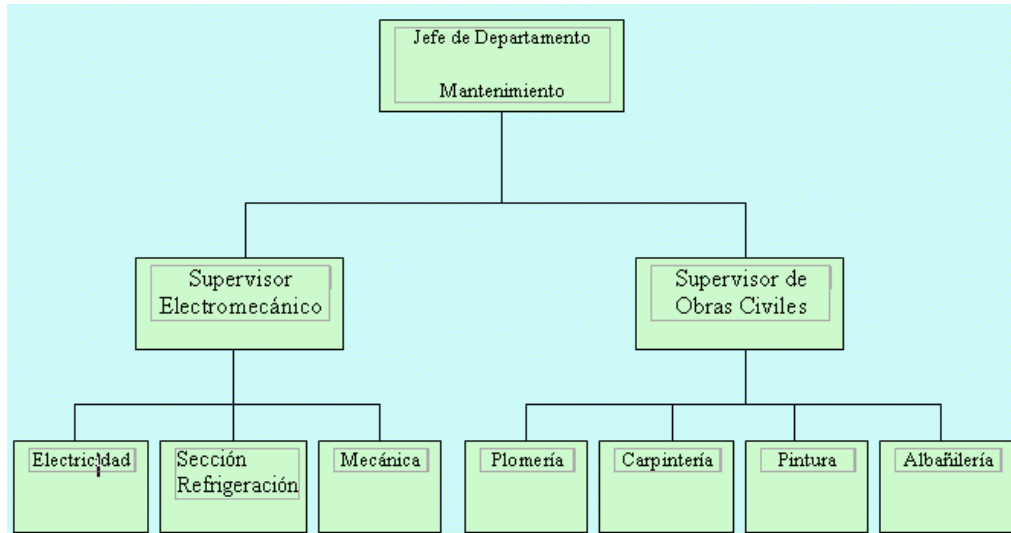 Jefe de Departamento
Mantenimiento
Supervisor
Electromecánico
Supervisor de
Obras Civiles
Electricidad
Sección
Refrigeración
Mecánica
Plomería
Carpintería
Pintura
Albañilería